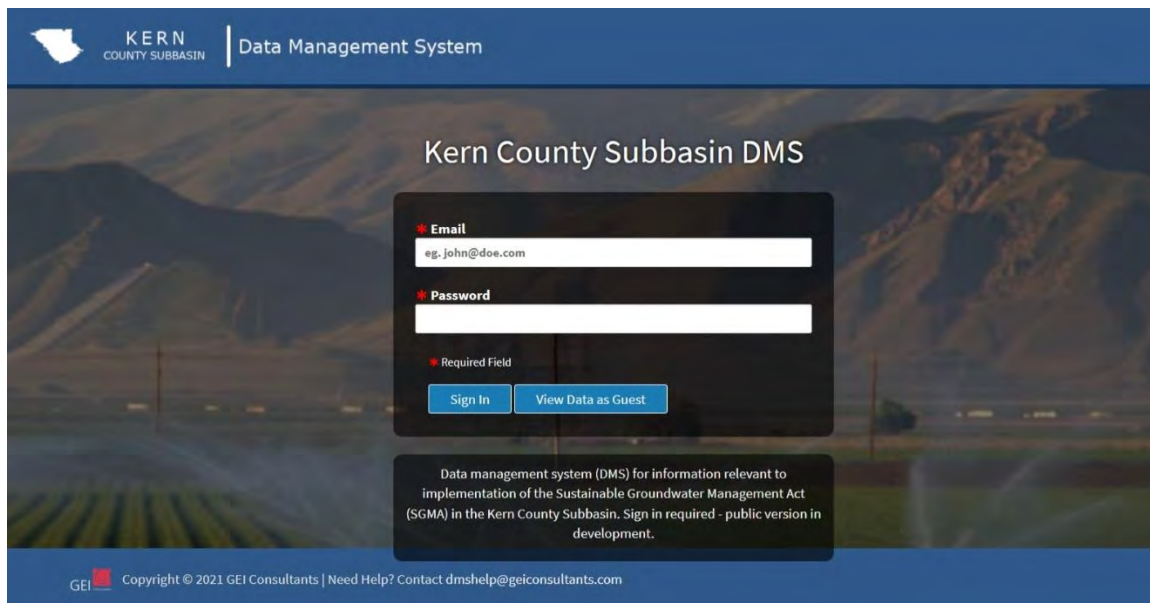 KERN
COUNTY SUBBASIN
Data Management System
Kern County Subbasin DMS
* Email
eg. john@doe.com
* Password
* Required Field
Sign In
View Data as Guest
Data management system (DMS) for information relevant to
implementation of the Sustainable Groundwater Management Act
(SGMA) in the Kern County Subbasin. Sign in required - public version in
development.
GEI
Copyright © 2021 GEI Consultants | Need Help? Contact dmshelp@geiconsultants.com